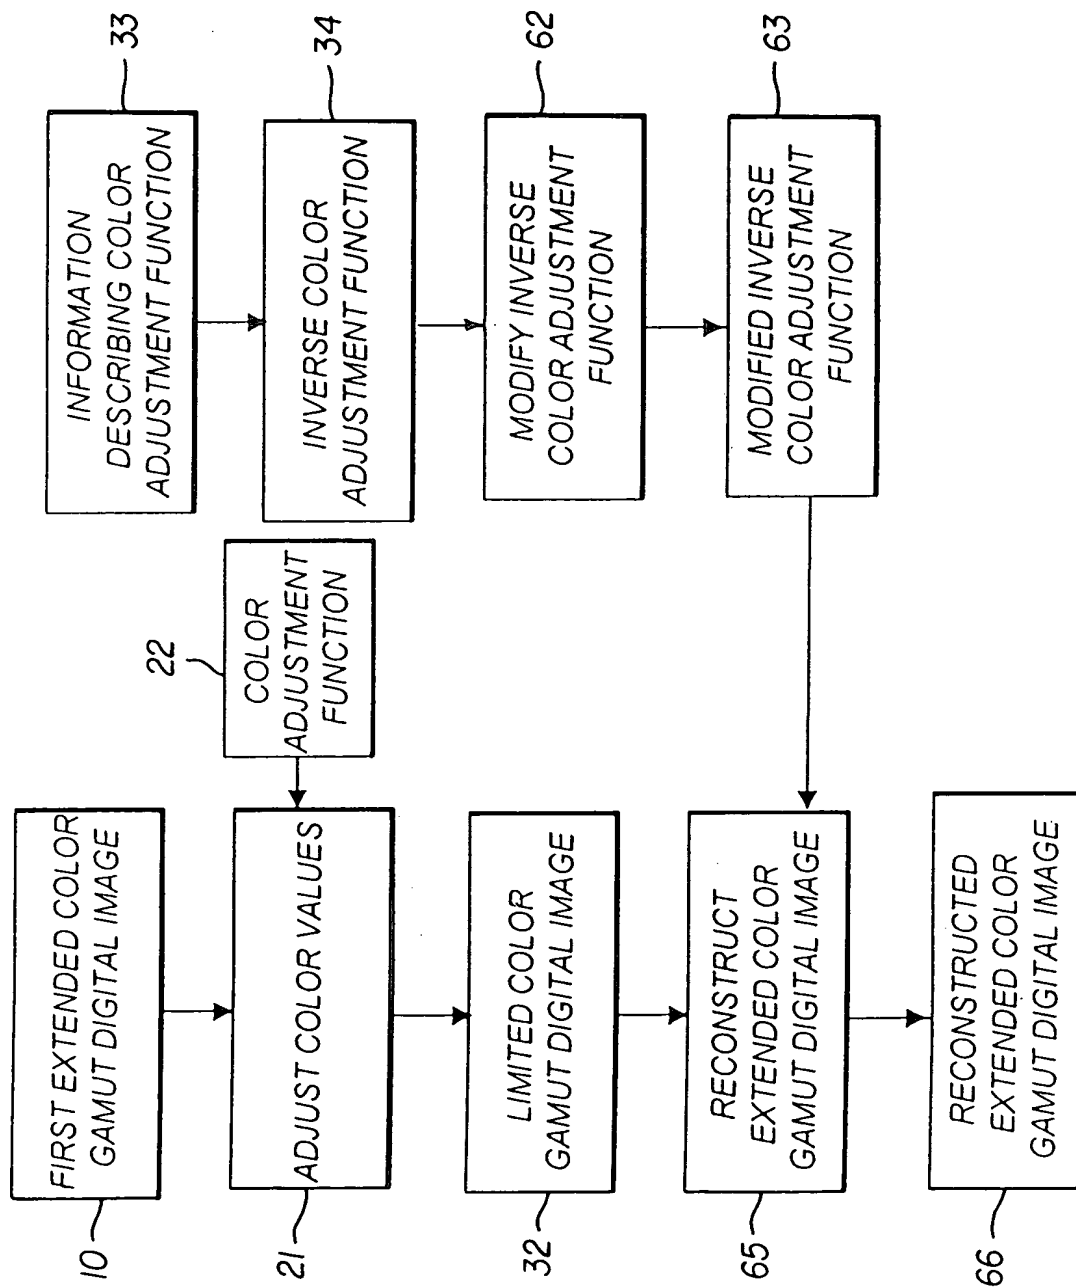 10
FIRST EXTENDED COLOR
GAMUT DIGITAL IMAGE
21
ADJUST COLOR VALUES
22
COLOR
ADJUSTMENT
FUNCTION
32
LIMITED COLOR
GAMUT DIGITAL IMAGE
65
RECONSTRUCT
EXTENDED COLOR
GAMUT DIGITAL IMAGE
66
RECONSTRUCTED
EXTENDED COLOR
GAMUT DIGITAL IMAGE
33
INFORMATION
DESCRIBING COLOR
ADJUSTMENT FUNCTION
34
INVERSE COLOR
ADJUSTMENT FUNCTION
62
MODIFY INVERSE
COLOR ADJUSTMENT
FUNCTION
63
MODIFIED INVERSE
COLOR ADJUSTMENT
FUNCTION